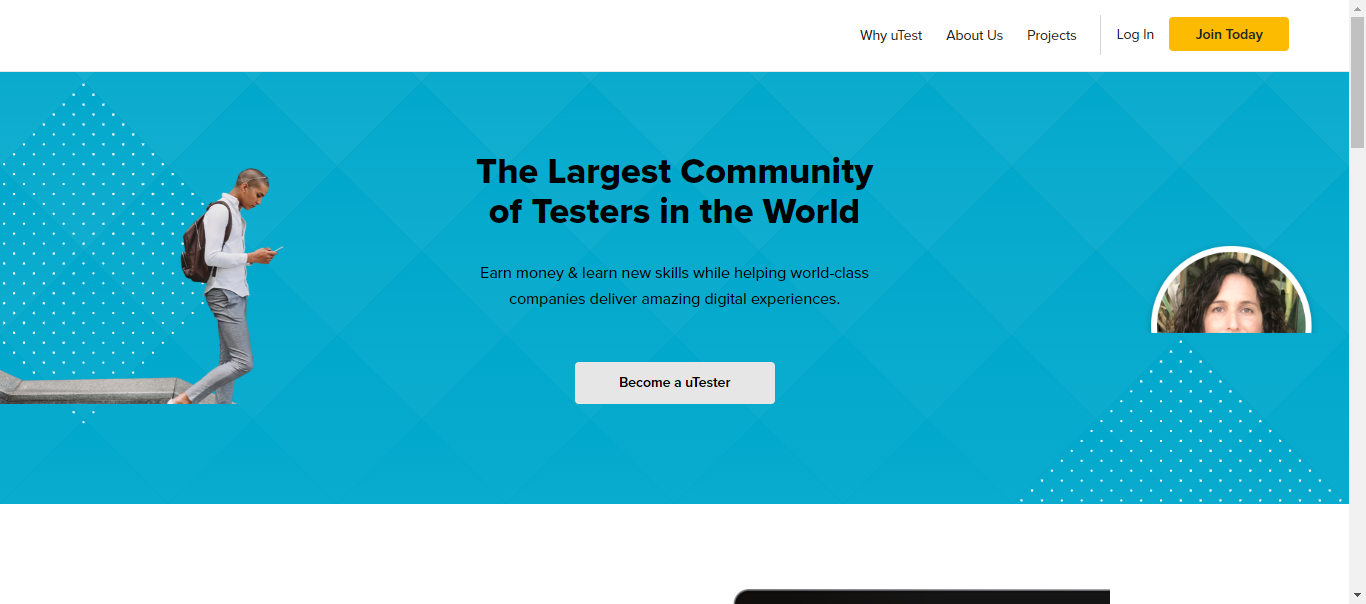 Why uTest About Us Projects Log In Join Today
The Largest Community
of Testers in the World
Earn money & learn new skills while helping world-class
companies deliver amazing digital experiences.
Become a uTester